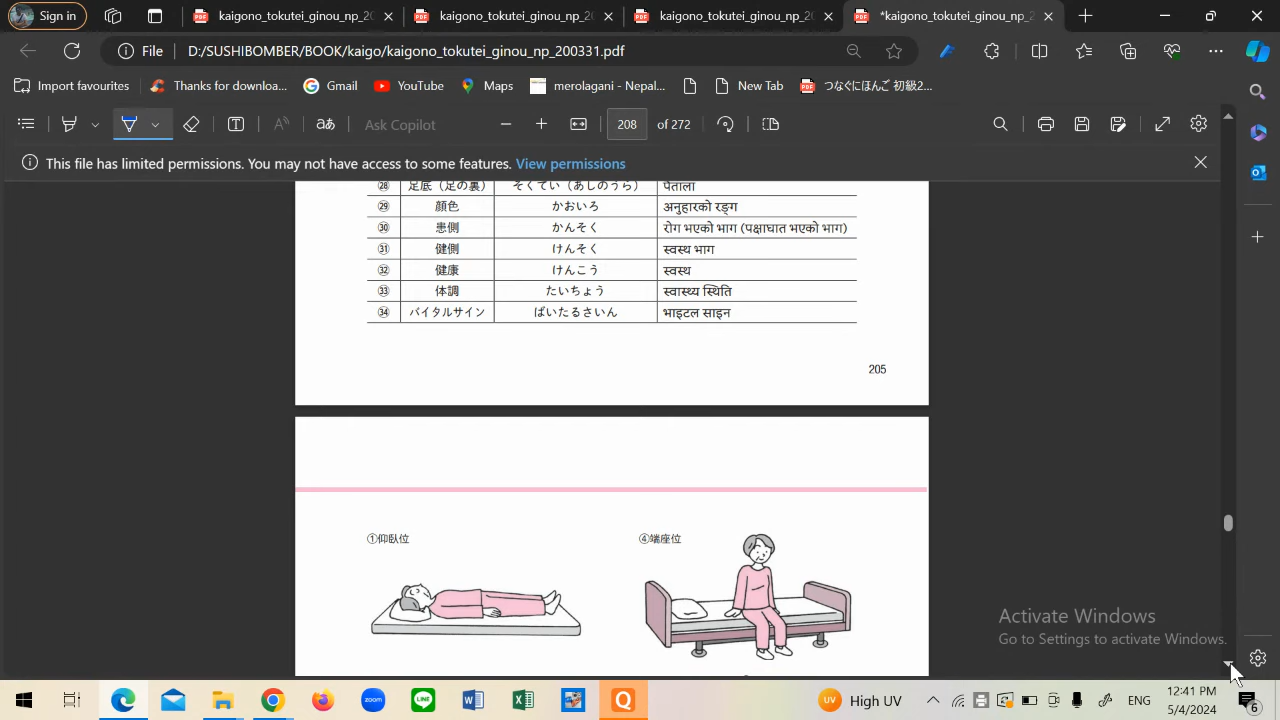 Sign in
kaigono_tokutei_ginou_np_20
kaigono_tokutei_ginou_np_20
kaigono_tokutei_ginou_np_20
*kaigono_tokutei_ginou_np_2
File D:/SUSHIBOMBER/BOOK/kaigo/kaigono_tokutei_ginou_np_200331.pdf
Import favourites
Thanks for downloa...
Gmail
YouTube
Maps
merolagani - Nepal...
New Tab
つなぐにほんご 初級2...
Ask Copilot
208 of 272
This file has limited permissions. You may not have access to some features. View permissions
㉘ 足底（足の裏） そくてい（あしのうら） पैताला
㉙ 顔色 かおいろ अनुहारको रङ्ग
㉚ 患側 かんそく रोग भएको भाग (पक्षाघात भएको भाग)
㉛ 健側 けんそく स्वस्थ भाग
㉜ 健康 けんこう स्वस्थ
㉝ 体調 たいちょう स्वास्थ्य स्थिति
㉞ バイタルサイン ばいたるさいん भाइटल साइन
205
①仰臥位
④端座位
Activate Windows
Go to Settings to activate Windows.
High UV
ENG
12:41 PM
5/4/2024
6